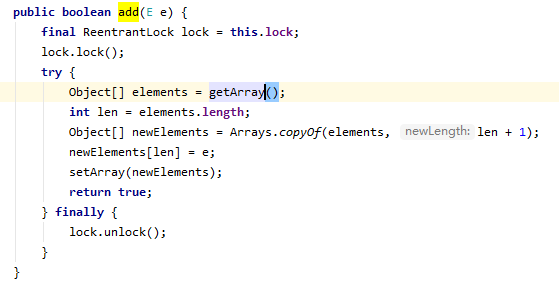 public boolean add(E e) {
    final ReentrantLock lock = this.lock;
    lock.lock();
    try {
        Object[] elements = getArray();
        int len = elements.length;
        Object[] newElements = Arrays.copyOf(elements, newLength: len + 1);
        newElements[len] = e;
        setArray(newElements);
        return true;
    } finally {
        lock.unlock();
    }
}